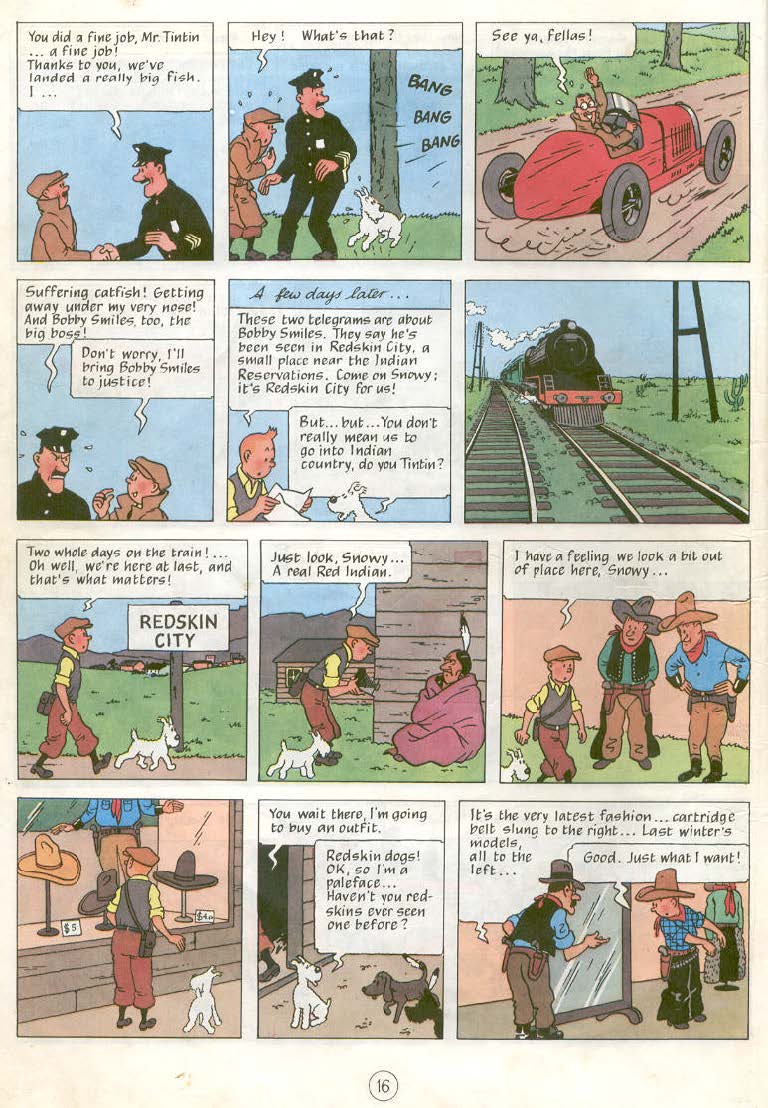 You did a fine job, Mr. Tintin
... a fine job!
Thanks to you, we've
landed a really big fish.
I ...
Hey! What's that?
BANG
BANG
BANG
See ya, fellas!
Suffering catfish! Getting
away under my very nose!
And Bobby Smiles, too, the
big boss!
Don't worry, I'll
bring Bobby Smiles
to justice!
A few days later...
These two telegrams are about
Bobby Smiles. They say he's
been seen in Redskin City, a
small place near the Indian
Reservations. Come on Snowy;
it's Redskin City for us!
But... but... You don't
really mean us to
go into Indian
country, do you Tintin?
Two whole days on the train!...
Oh well, we're here at last, and
that's what matters!
REDSKIN
CITY
Just look, Snowy...
A real Red Indian.
I have a feeling we look a bit out
of place here, Snowy...
$5
You wait there, I'm going
to buy an outfit.
Redskin dogs!
OK, so I'm a
paleface...
Haven't you red-
skins ever seen
one before?
It's the very latest fashion... cartridge
belt slung to the right... Last winter's
models,
all to the
left...
Good. Just what I want!
16